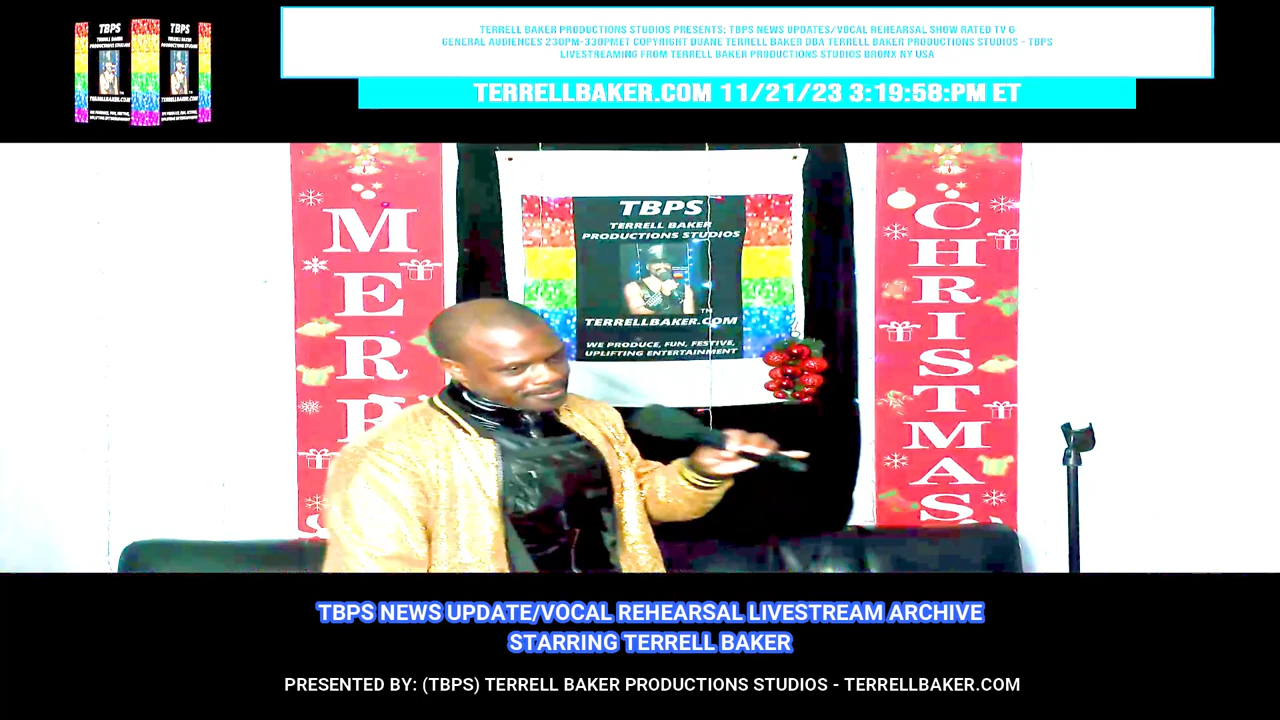 TBPS
TERRELL BAKER
PRODUCTIONS STUDIOS
TERRELLBAKER.COM
TBPS
TERRELL BAKER
PRODUCTIONS STUDIOS
TERRELLBAKER.COM
TERRELL BAKER PRODUCTIONS STUDIOS PRESENTS: TBPS NEWS UPDATES/VOCAL REHEARSAL SHOW RATED TV G
GENERAL AUDIENCES 230PM-330PMET COPYRIGHT DUANE TERRELL BAKER DBA TERRELL BAKER PRODUCTIONS STUDIOS - TBPS
LIVESTREAMING FROM TERRELL BAKER PRODUCTIONS STUDIOS BRONX NY USA
TERRELLBAKER.COM 11/21/23 3:19:58:PM ET
MERR
TBPS
TERRELL BAKER
PRODUCTIONS STUDIOS
TM
TERRELLBAKER.COM
WE PRODUCE, FUN, FESTIVE,
UPLIFTING ENTERTAINMENT
CHRISTMAS
TBPS NEWS UPDATE/VOCAL REHEARSAL LIVESTREAM ARCHIVE
STARRING TERRELL BAKER
PRESENTED BY: (TBPS) TERRELL BAKER PRODUCTIONS STUDIOS - TERRELLBAKER.COM